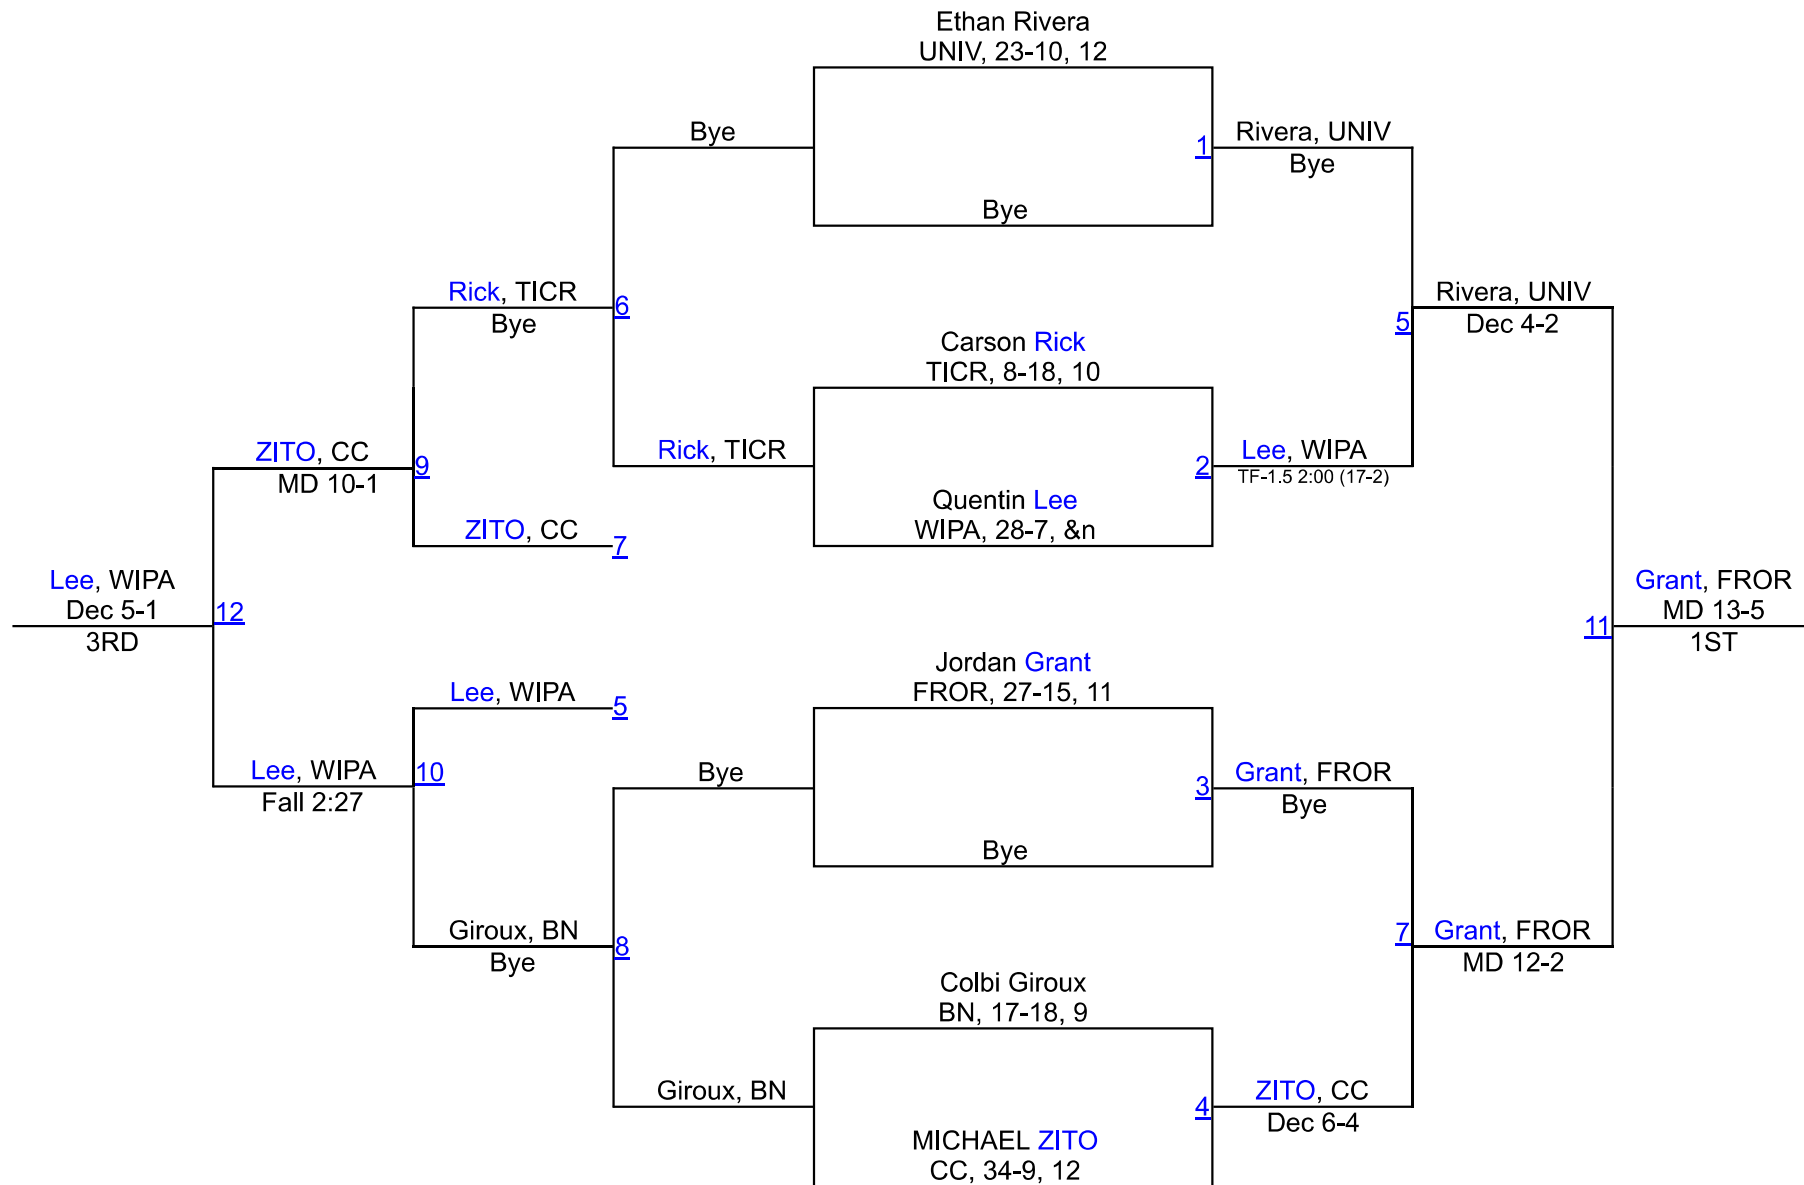 Ethan Rivera
UNIV, 23-10, 12
Bye
1
Rivera, UNIV
Bye
Bye
Rick, TICR
Bye
6
Rivera, UNIV
Dec 4-2
5
Carson Rick
TICR, 8-18, 10
ZITO, CC
MD 10-1
9
Rick, TICR
2
Lee, WIPA
TF-1.5 2:00 (17-2)
Quentin Lee
WIPA, 28-7, &n
ZITO, CC
7
Lee, WIPA
Dec 5-1
3RD
12
Grant, FROR
MD 13-5
1ST
11
Jordan Grant
FROR, 27-15, 11
Lee, WIPA
5
Lee, WIPA
Fall 2:27
10
Bye
3
Grant, FROR
Bye
Bye
Giroux, BN
Bye
8
7
Grant, FROR
MD 12-2
Colbi Giroux
BN, 17-18, 9
Giroux, BN
4
ZITO, CC
Dec 6-4
MICHAEL ZITO
CC, 34-9, 12